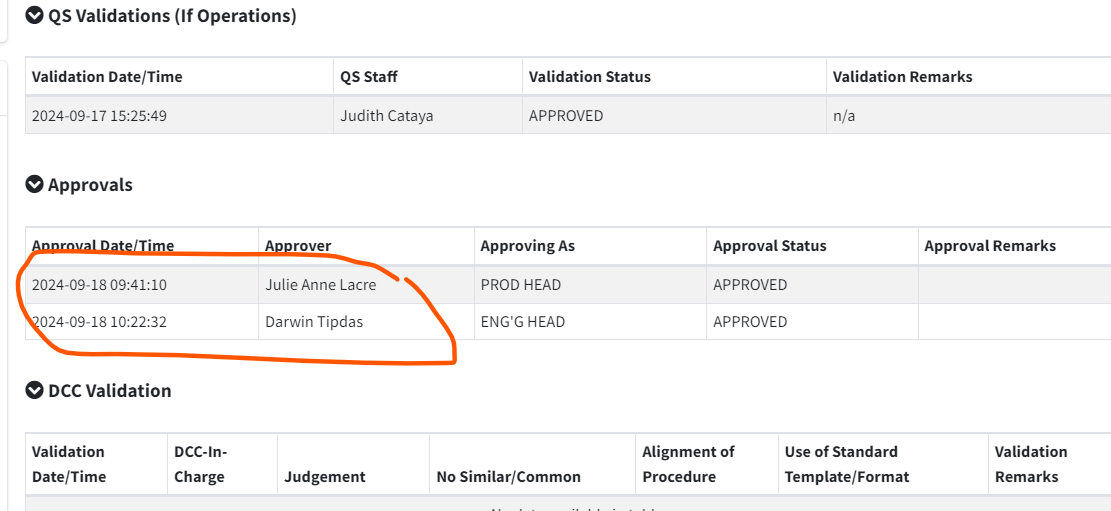 QS Validations (If Operations)
Validation Date/Time QS Staff Validation Status Validation Remarks
2024-09-17 15:25:49 Judith Cataya APPROVED n/a
Approvals
Approval Date/Time Approver Approving As Approval Status Approval Remarks
2024-09-18 09:41:10 Julie Anne Lacre PROD HEAD APPROVED
2024-09-18 10:22:32 Darwin Tipdas ENG'G HEAD APPROVED
DCC Validation
Validation DCC-In- Alignment of Use of Standard Validation
Date/Time Charge Judgement No Similar/Common Procedure Template/Format Remarks